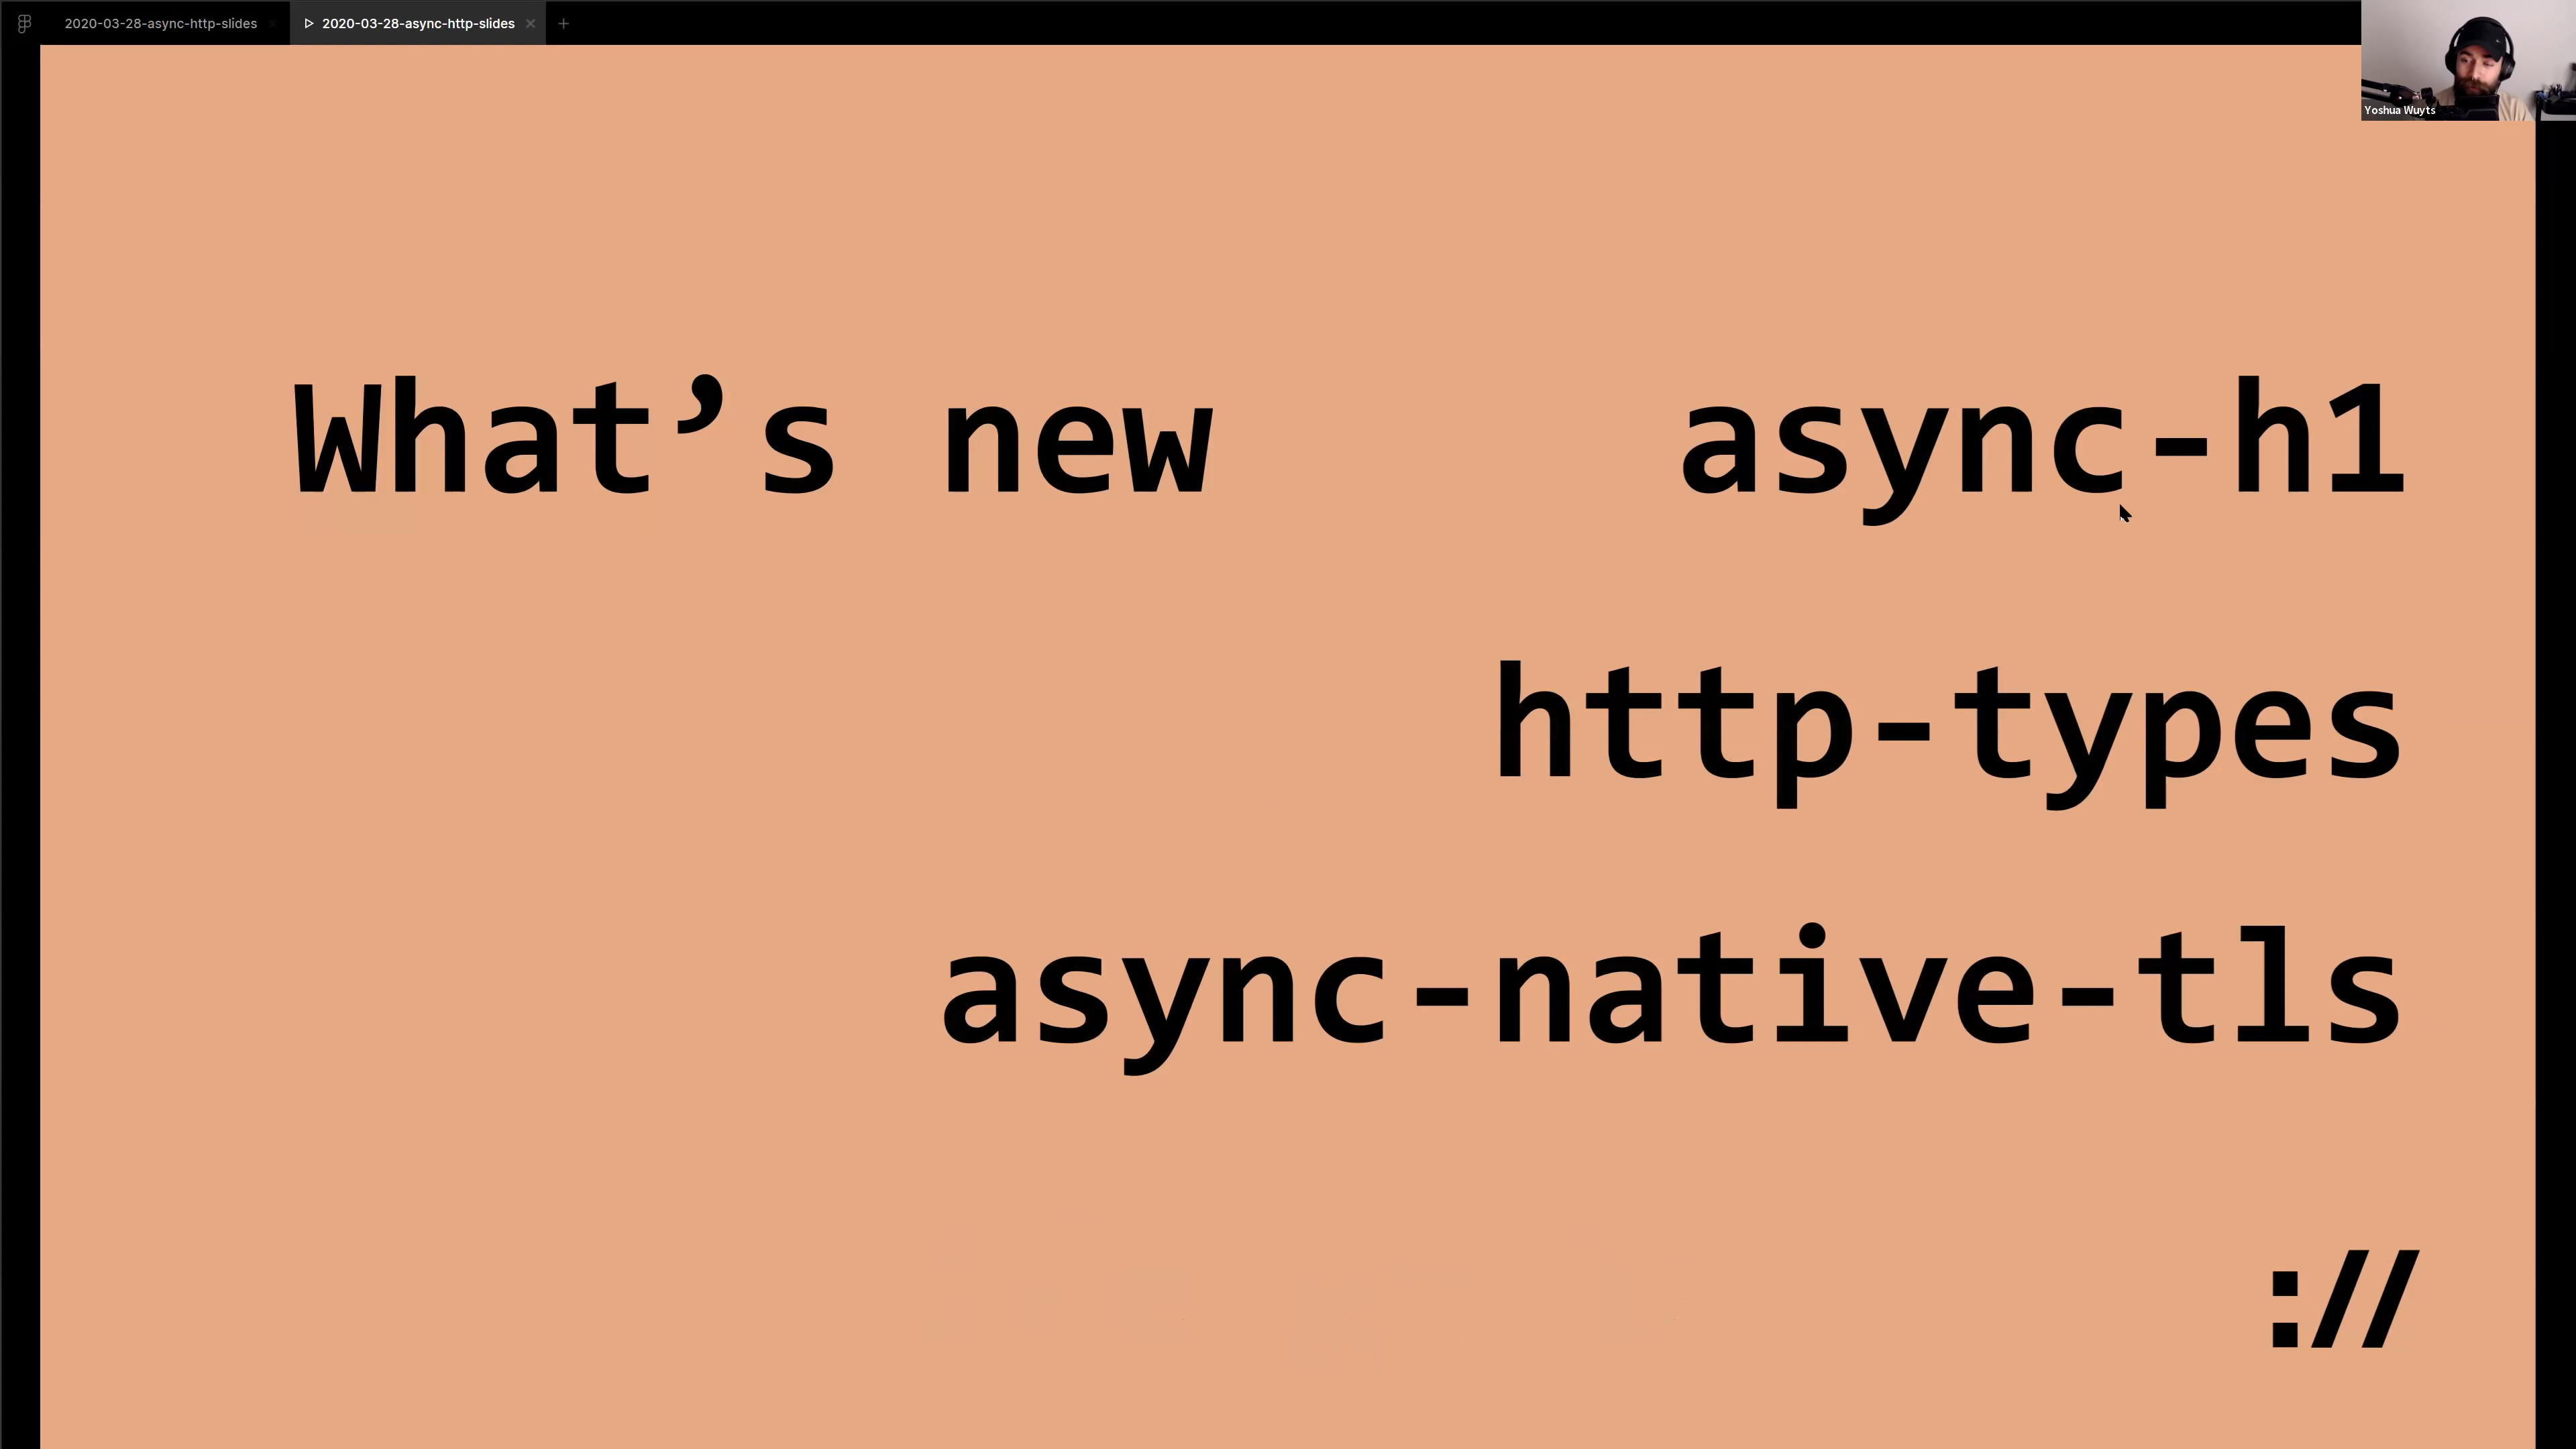 2020-03-28-async-http-slides
2020-03-28-async-http-slides
Yoshua Wuyts
What’s new async-h1
http-types
async-native-tls
://